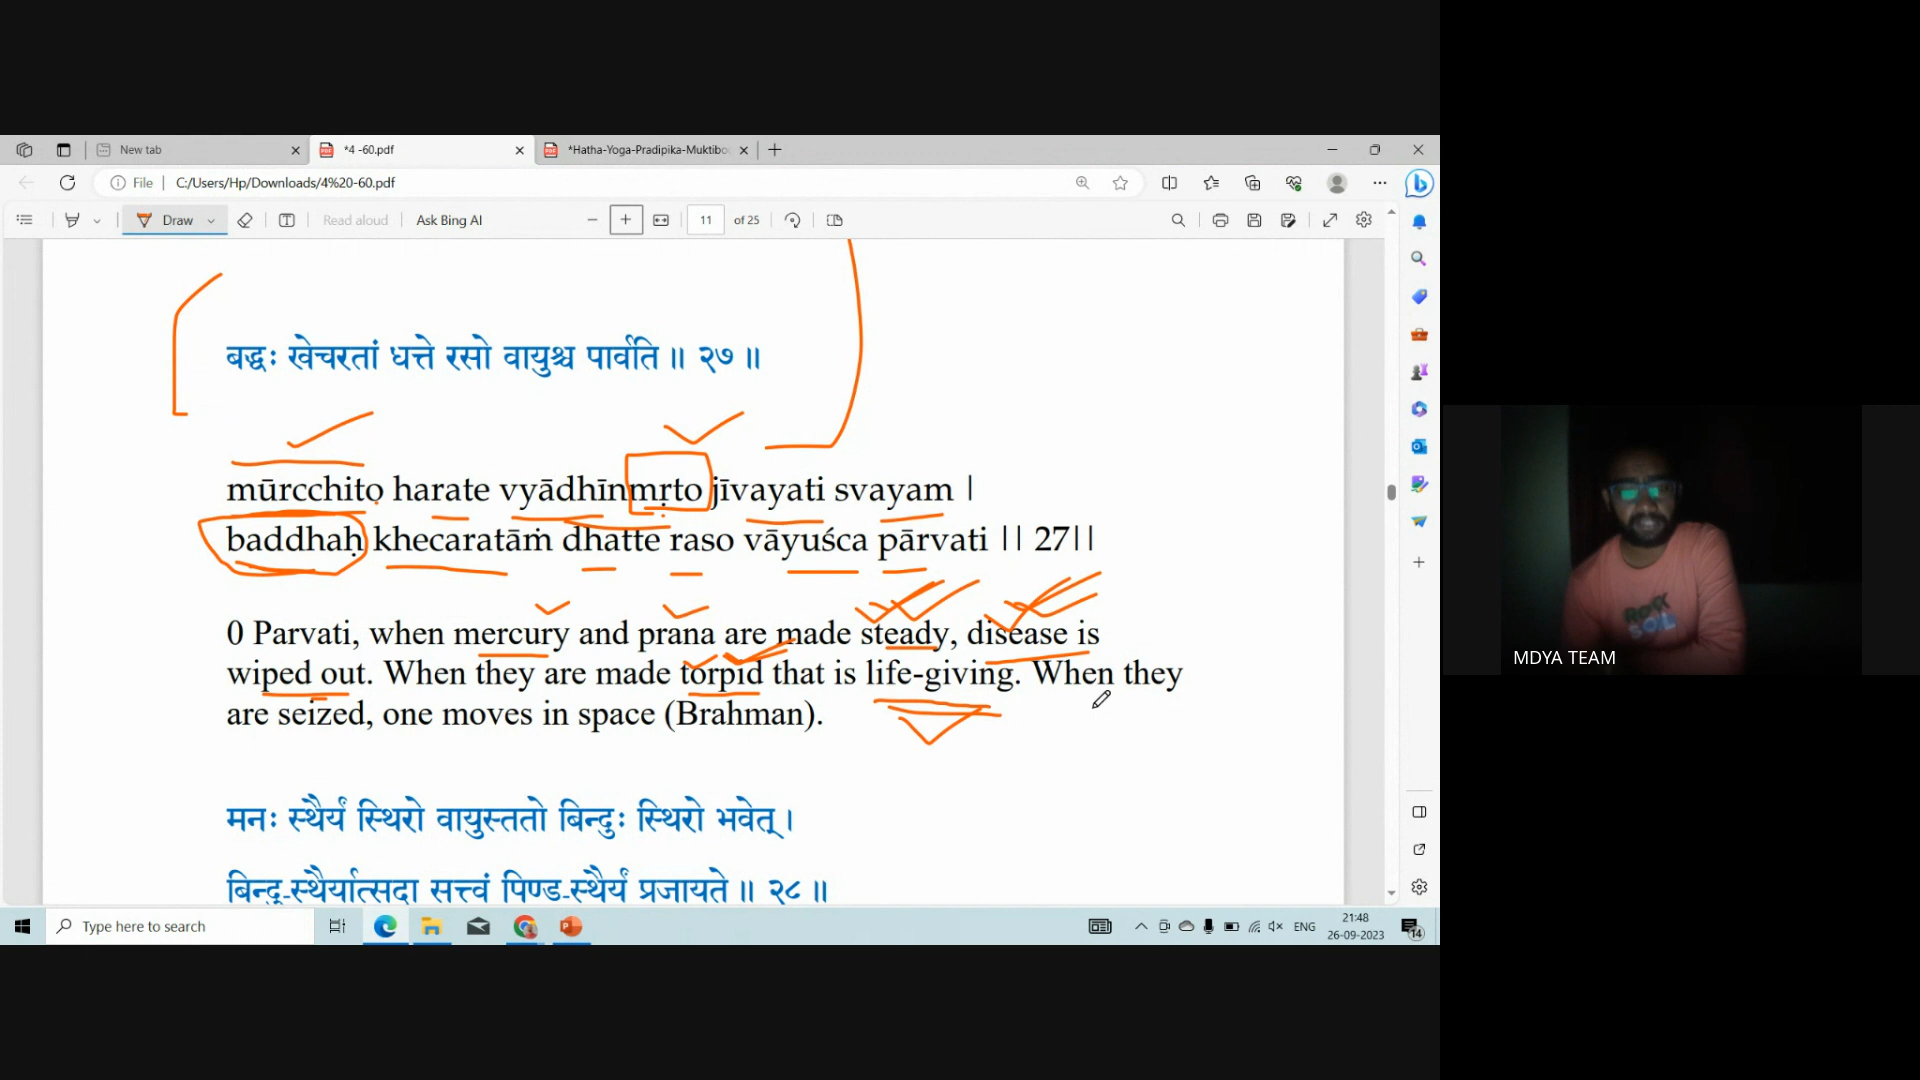 New tab
*4 -60.pdf
*Hatha-Yoga-Pradipika-Muktibo
File
C:/Users/Hp/Downloads/4%20-60.pdf
Draw
Read aloud
Ask Bing AI
11 of 25
बद्धः खेचरतां धत्ते रसो वायुश्च पार्वति ॥ २७ ॥
mūrcchito harate vyādhīnmṛto jīvayati svayam |
baddhaḥ khecaratāṁ dhatte raso vāyuśca pārvati || 27||
0 Parvati, when mercury and prana are made steady, disease is
wiped out. When they are made torpid that is life-giving. When they
are seized, one moves in space (Brahman).
मनः स्थैर्यं स्थिरो वायुस्ततो बिन्दुः स्थिरो भवेत् ।
बिन्दु-स्थैर्यात्सदा सत्त्वं पिण्ड-स्थैर्यं प्रजायते ॥ २८ ॥
MDYA TEAM
Type here to search
ENG
21:48
26-09-2023
14